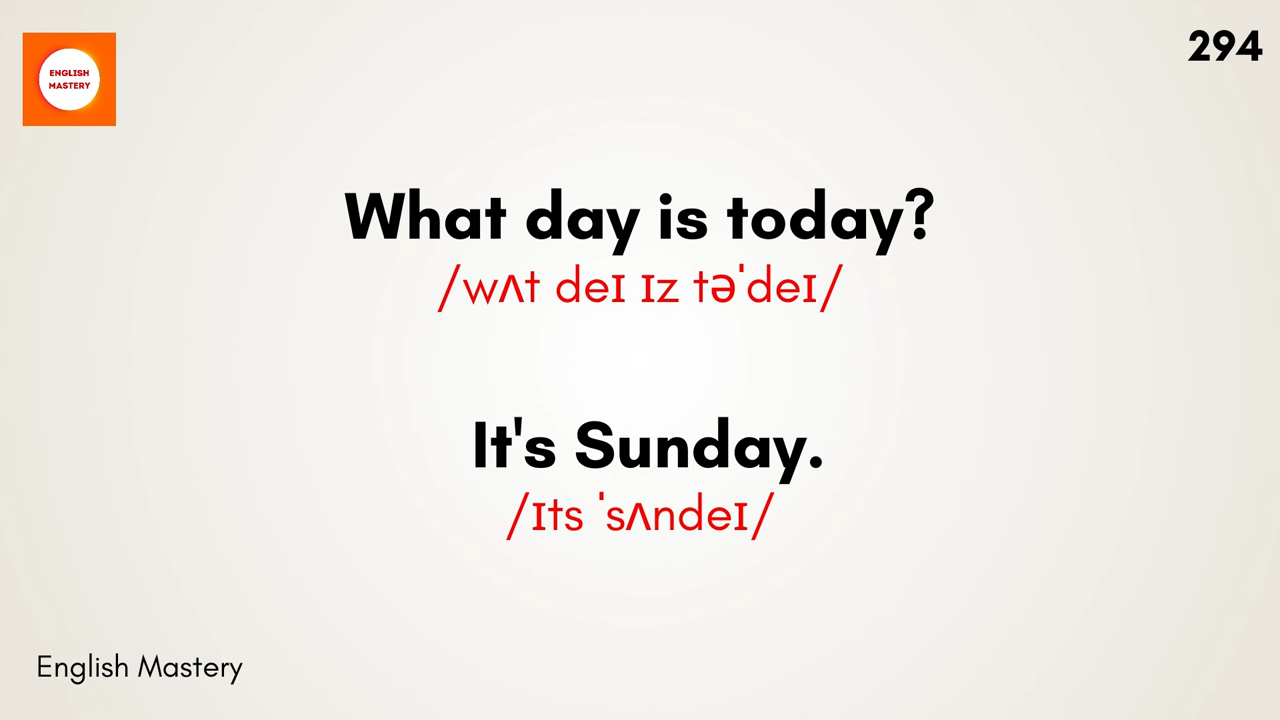 ENGLISH
MASTERY
294
What day is today?
/wʌt deɪ ɪz təˈdeɪ/
It's Sunday.
/ɪts ˈsʌndeɪ/
English Mastery